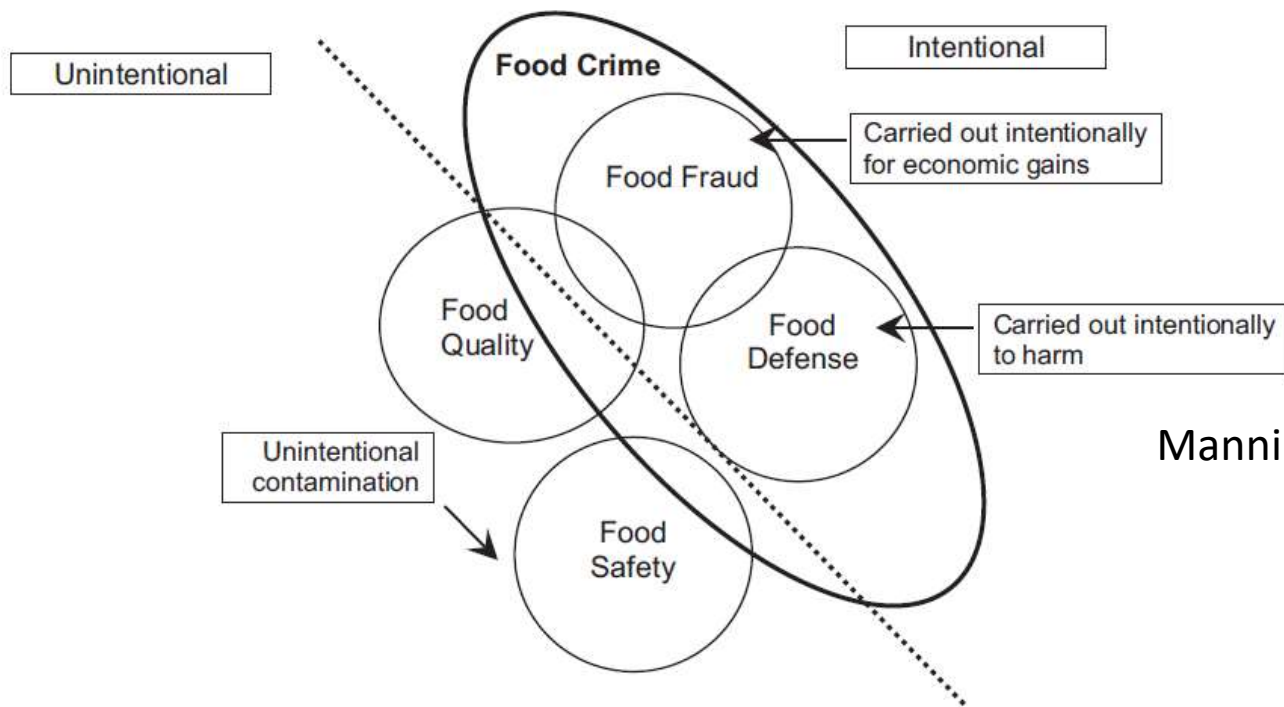 Unintentional
Intentional
Food Crime
Carried out intentionally
for economic gains
Food Fraud
Food
Quality
Food
Defense
Carried out intentionally
to harm
Manni
Unintentional
contamination
Food
Safety